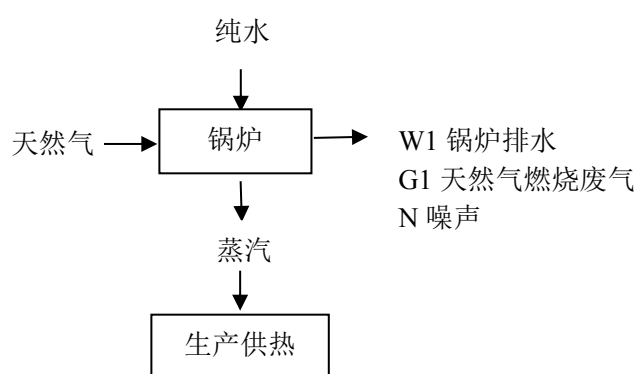 纯水
天然气
锅炉
W1 锅炉排水
G1 天然气燃烧废气
N 噪声
蒸汽
生产供热